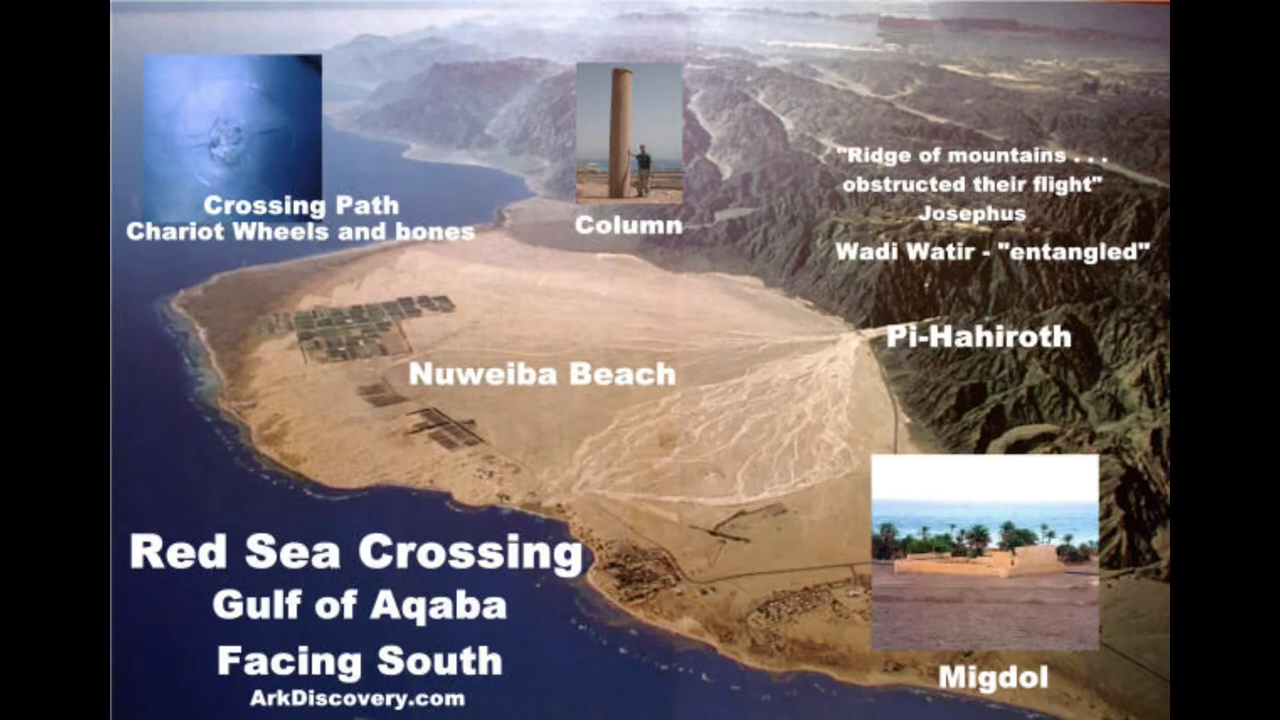 Crossing Path
Chariot Wheels and bones
Column
"Ridge of mountains . . .
obstructed their flight"
Josephus
Wadi Watir - "entangled"
Pi-Hahiroth
Nuweiba Beach
Red Sea Crossing
Gulf of Aqaba
Facing South
ArkDiscovery.com
Migdol